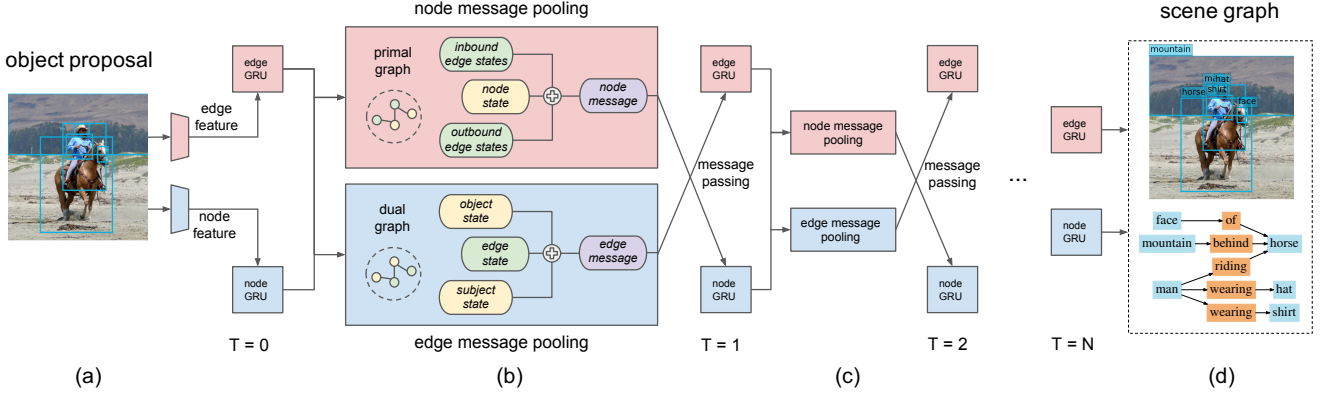 object proposal
edge
feature
node
feature
edge
GRU
node
GRU
T = 0
(a)
node message pooling
primal
graph
inbound
edge states
node
state
outbound
edge states
node
message
dual
graph
object
state
edge
state
subject
state
edge
message
edge message pooling
(b)
message
passing
edge
GRU
node
GRU
T = 1
node message
pooling
edge message
pooling
(c)
message
passing
edge
GRU
node
GRU
T = 2
...
edge
GRU
node
GRU
T = N
scene graph
mountain
hat
shirt
horse
face
face of
mountain behind horse
riding
man wearing hat
wearing shirt
(d)